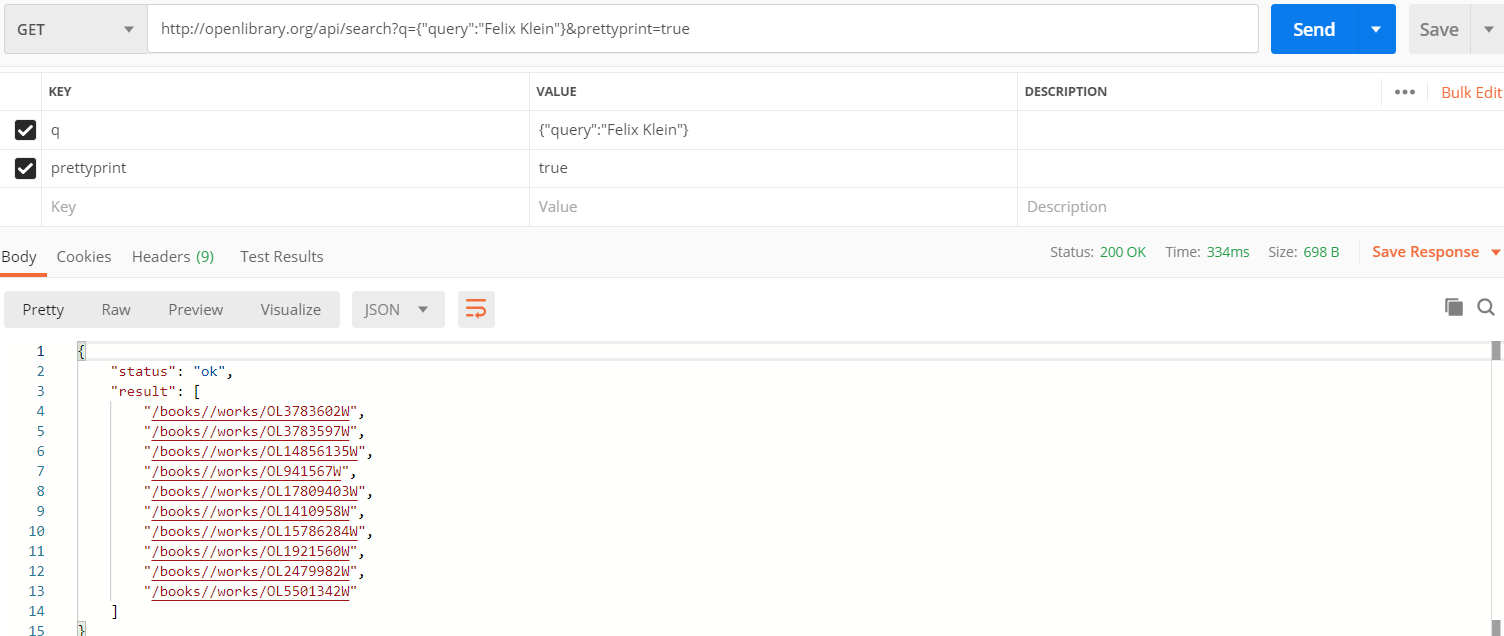 GET http://openlibrary.org/api/search?q={"query":"Felix Klein"}&prettyprint=true Send Save
KEY VALUE DESCRIPTION ••• Bulk Edit
q {"query":"Felix Klein"}
prettyprint true
Key Value Description
Body Cookies Headers (9) Test Results Status: 200 OK Time: 334ms Size: 698 B Save Response
Pretty Raw Preview Visualize JSON
1 {
2 "status": "ok",
3 "result": [
4 "/books//works/OL3783602W",
5 "/books//works/OL3783597W",
6 "/books//works/OL14856135W",
7 "/books//works/OL941567W",
8 "/books//works/OL17809403W",
9 "/books//works/OL1410958W",
10 "/books//works/OL15786284W",
11 "/books//works/OL1921560W",
12 "/books//works/OL2479982W",
13 "/books//works/OL5501342W"
14 ]
15 }